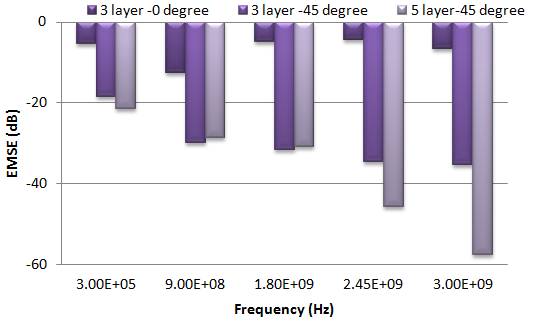 3 layer -0 degree 3 layer -45 degree 5 layer-45 degree
0
-20
-40
-60
EMSE (dB)
3.00E+05 9.00E+08 1.80E+09 2.45E+09 3.00E+09
Frequency (Hz)